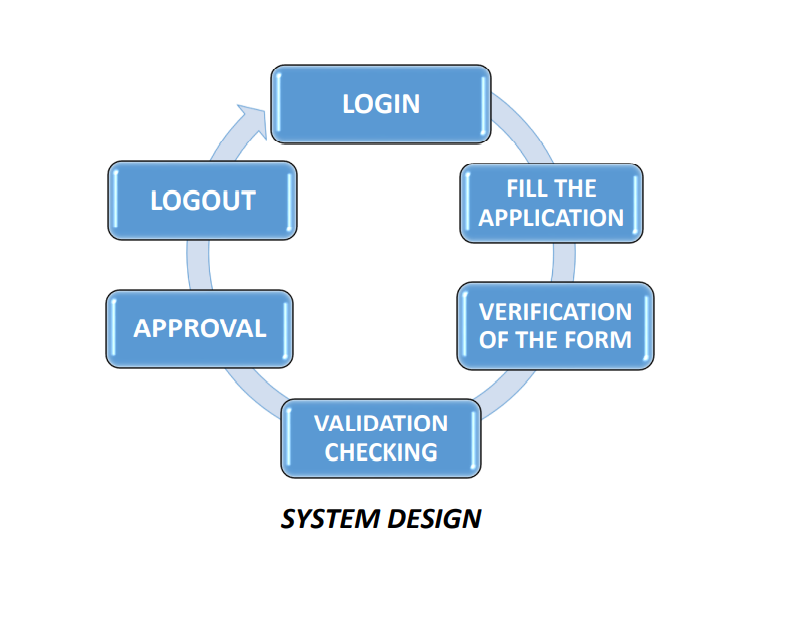 LOGIN
FILL THE
APPLICATION
VERIFICATION
OF THE FORM
VALIDATION
CHECKING
APPROVAL
LOGOUT
SYSTEM DESIGN